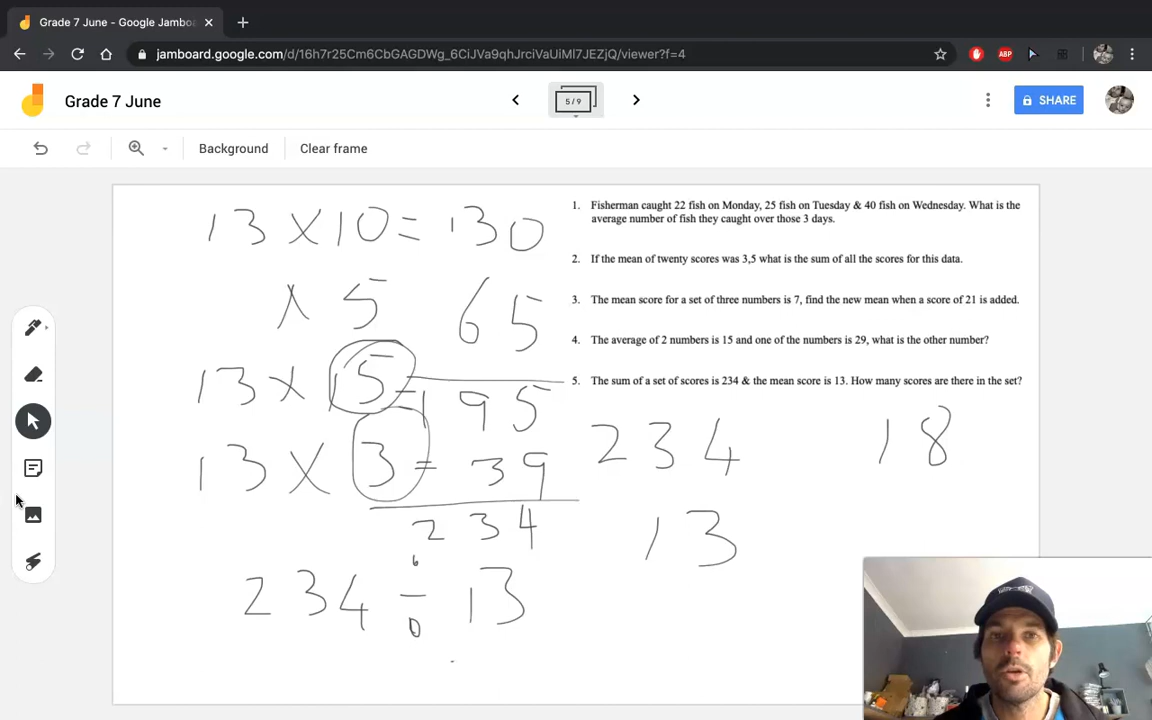 Grade 7 June - Google Jambo
jamboard.google.com/d/16h7r25Cm6CbGAGDWg_6CiJVa9qhJrciVaUiMl7JEZjQ/viewer?f=4
ABP
Grade 7 June
5 / 9
SHARE
Background
Clear frame
1. Fisherman caught 22 fish on Monday, 25 fish on Tuesday & 40 fish on Wednesday. What is the
average number of fish they caught over those 3 days.
2. If the mean of twenty scores was 3,5 what is the sum of all the scores for this data.
3. The mean score for a set of three numbers is 7, find the new mean when a score of 21 is added.
4. The average of 2 numbers is 15 and one of the numbers is 29, what is the other number?
5. The sum of a set of scores is 234 & the mean score is 13. How many scores are there in the set?
13 x 10 = 130
x 5 65
13 x 15 = 195
13 x 3 = 39
234
234 ÷ 13
234 18
13